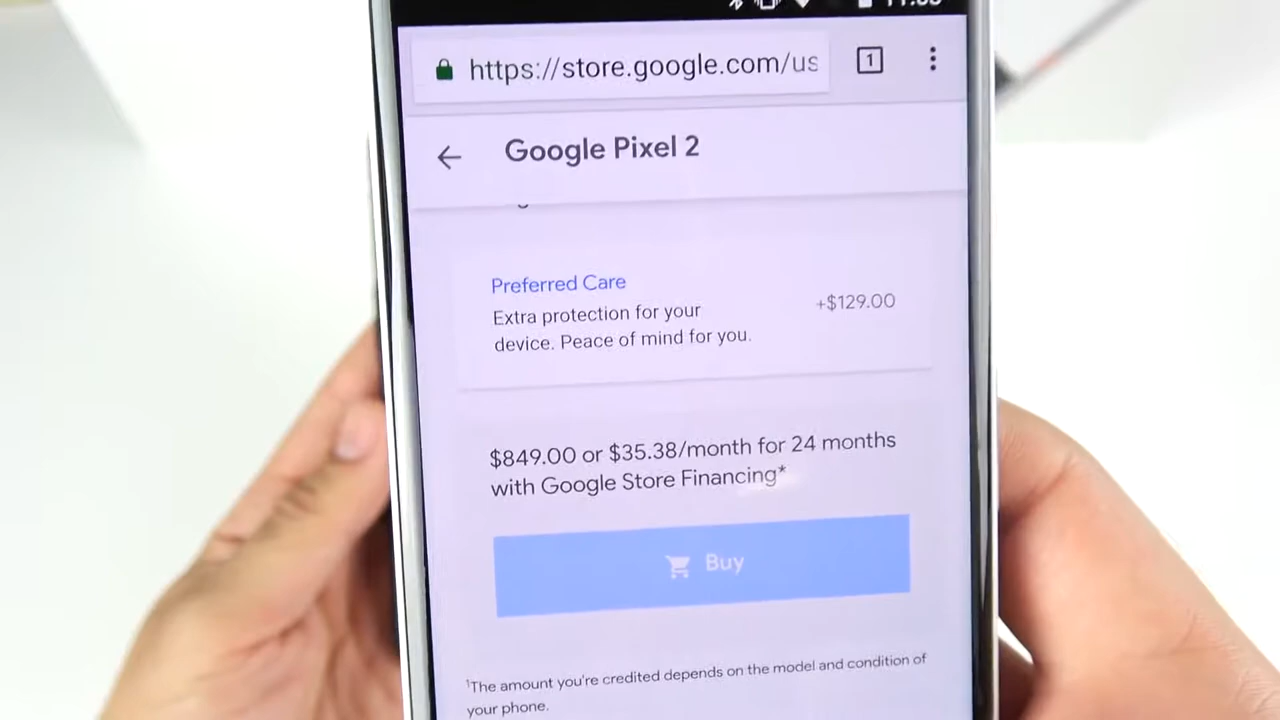 https://store.google.com/us
1
Google Pixel 2
Preferred Care
Extra protection for your
device. Peace of mind for you.
+$129.00
$849.00 or $35.38/month for 24 months
with Google Store Financing*
Buy
¹The amount you're credited depends on the model and condition of
your phone.